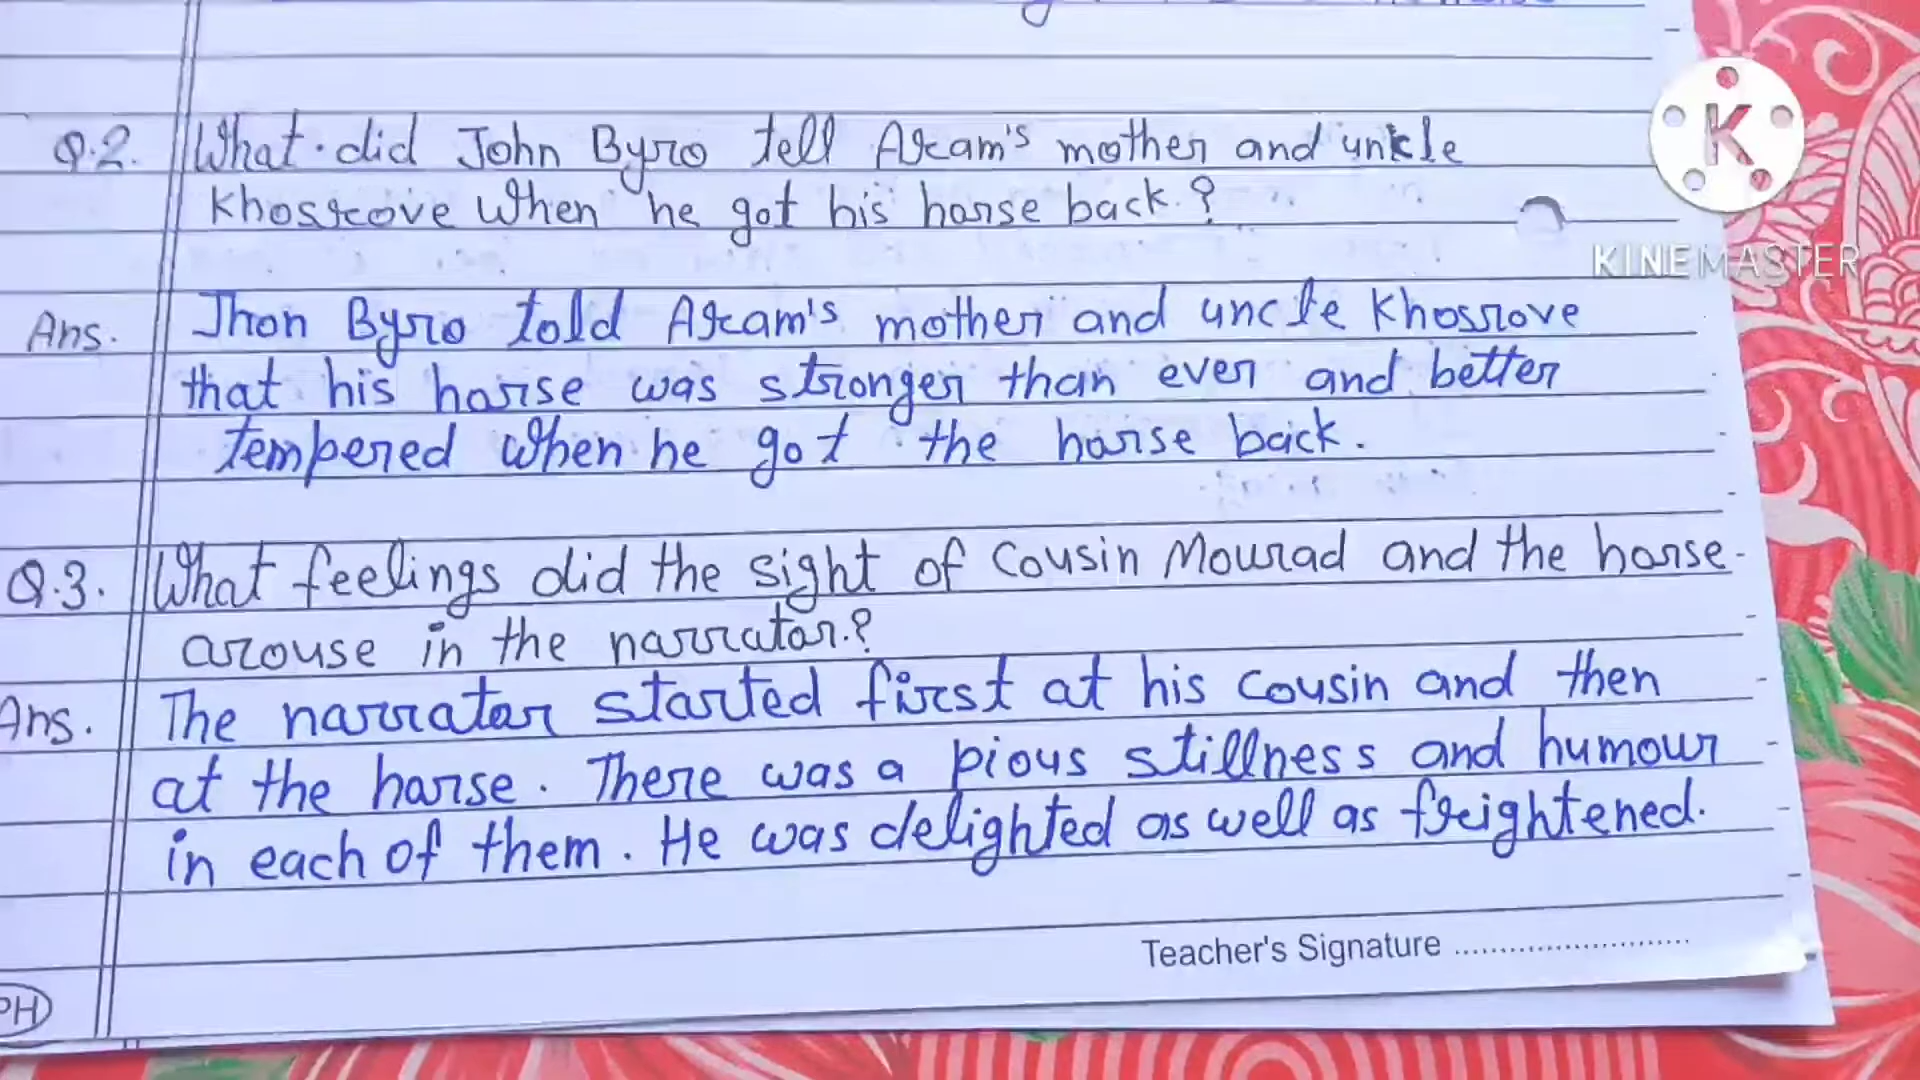 Q.2. What did John Byro tell Aram's mother and unkle
Khosrove when he got his horse back.?
Ans. Jhon Byro told Aram's mother and uncle Khosrove
that his horse was stronger than ever and better
tempered when he got the horse back.
Q.3. What feelings did the sight of Cousin Mourad and the horse
arouse in the narrator.?
Ans. The narrator started first at his cousin and then
at the horse. There was a pious stillness and humour
in each of them. He was delighted as well as freightened.
Teacher's Signature ............................
PH
K
KINEMASTER